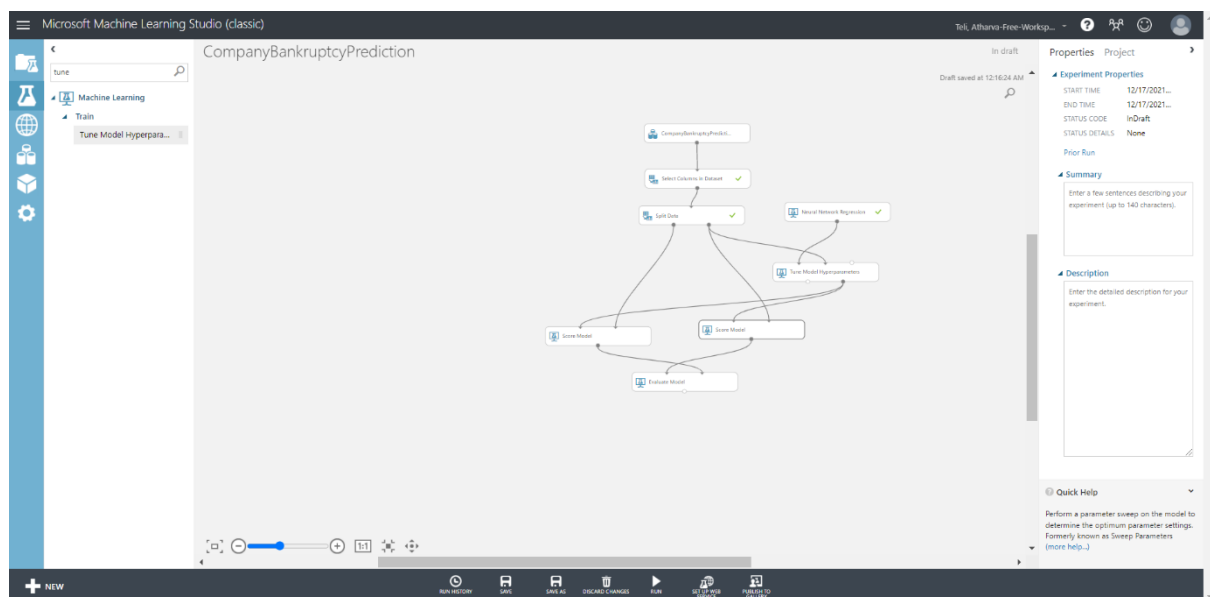 Microsoft Machine Learning Studio (classic)
Teli, Atharva-Free-Worksp...
tune
Machine Learning
Train
Tune Model Hyperpara...
CompanyBankruptcyPrediction
In draft
Draft saved at 12:16:24 AM
CompanyBankruptcyPredict...
Select Columns in Dataset
Split Data
Neural Network Regression
Tune Model Hyperparameters
Score Model
Score Model
Evaluate Model
1:1
Properties Project
Experiment Properties
START TIME 12/17/2021...
END TIME 12/17/2021...
STATUS CODE InDraft
STATUS DETAILS None
Prior Run
Summary
Enter a few sentences describing your
experiment (up to 140 characters).
Description
Enter the detailed description for your
experiment.
Quick Help
Perform a parameter sweep on the model to
determine the optimum parameter settings.
Formerly known as Sweep Parameters
(more help...)
NEW
RUN HISTORY
SAVE
SAVE AS
DISCARD CHANGES
RUN
SET UP WEB
SERVICE
PUBLISH TO
GALLERY